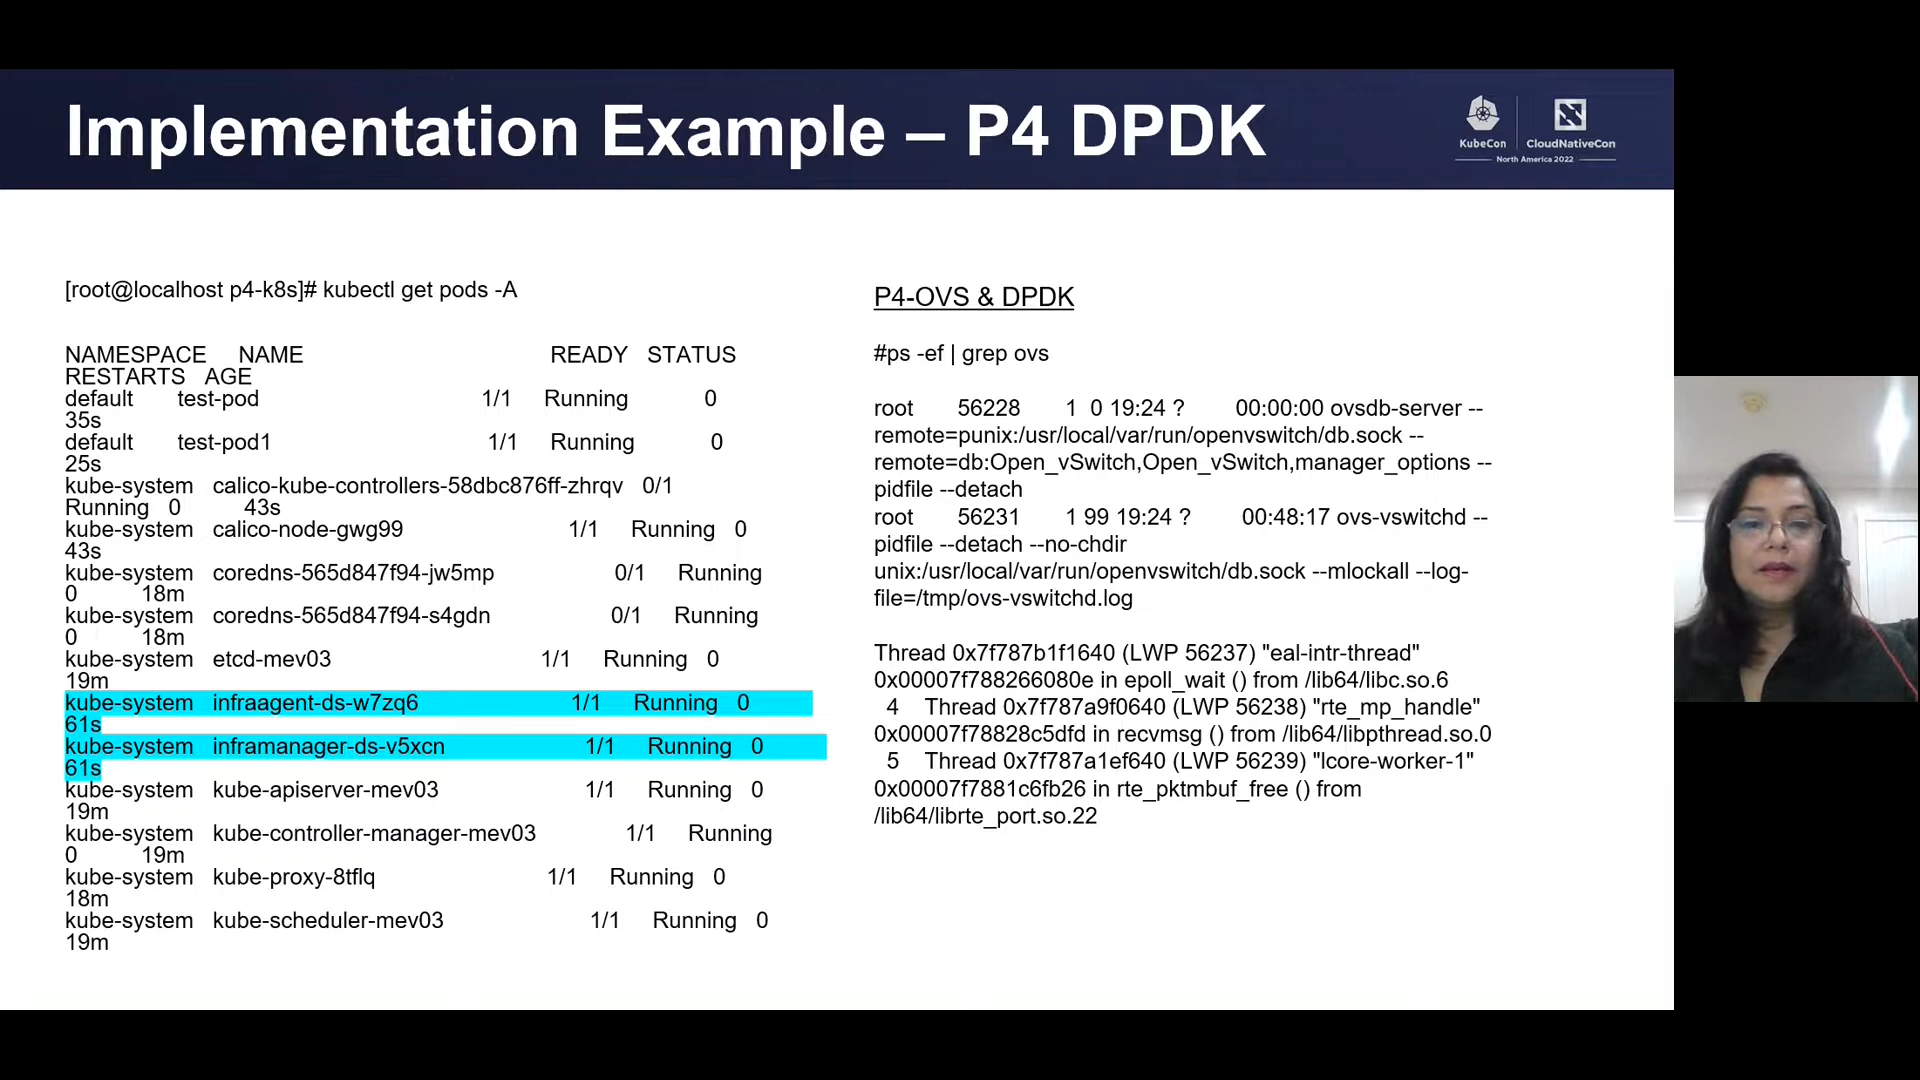 Implementation Example – P4 DPDK
KubeCon
CloudNativeCon
North America 2022
[root@localhost p4-k8s]# kubectl get pods -A
NAMESPACE NAME READY STATUS
RESTARTS AGE
default test-pod 1/1 Running 0
35s
default test-pod1 1/1 Running 0
25s
kube-system calico-kube-controllers-58dbc876ff-zhrqv 0/1
Running 0 43s
kube-system calico-node-gwg99 1/1 Running 0
43s
kube-system coredns-565d847f94-jw5mp 0/1 Running
0 18m
kube-system coredns-565d847f94-s4gdn 0/1 Running
0 18m
kube-system etcd-mev03 1/1 Running 0
19m
kube-system infraagent-ds-w7zq6 1/1 Running 0
61s
kube-system inframanager-ds-v5xcn 1/1 Running 0
61s
kube-system kube-apiserver-mev03 1/1 Running 0
19m
kube-system kube-controller-manager-mev03 1/1 Running
0 19m
kube-system kube-proxy-8tflq 1/1 Running 0
18m
kube-system kube-scheduler-mev03 1/1 Running 0
19m
P4-OVS & DPDK
#ps -ef | grep ovs
root 56228 1 0 19:24 ? 00:00:00 ovsdb-server --
remote=punix:/usr/local/var/run/openvswitch/db.sock --
remote=db:Open_vSwitch,Open_vSwitch,manager_options --
pidfile --detach
root 56231 1 99 19:24 ? 00:48:17 ovs-vswitchd --
pidfile --detach --no-chdir
unix:/usr/local/var/run/openvswitch/db.sock --mlockall --log-
file=/tmp/ovs-vswitchd.log
Thread 0x7f787b1f1640 (LWP 56237) "eal-intr-thread"
0x00007f788266080e in epoll_wait () from /lib64/libc.so.6
4 Thread 0x7f787a9f0640 (LWP 56238) "rte_mp_handle"
0x00007f78828c5dfd in recvmsg () from /lib64/libpthread.so.0
5 Thread 0x7f787a1ef640 (LWP 56239) "lcore-worker-1"
0x00007f7881c6fb26 in rte_pktmbuf_free () from
/lib64/librte_port.so.22